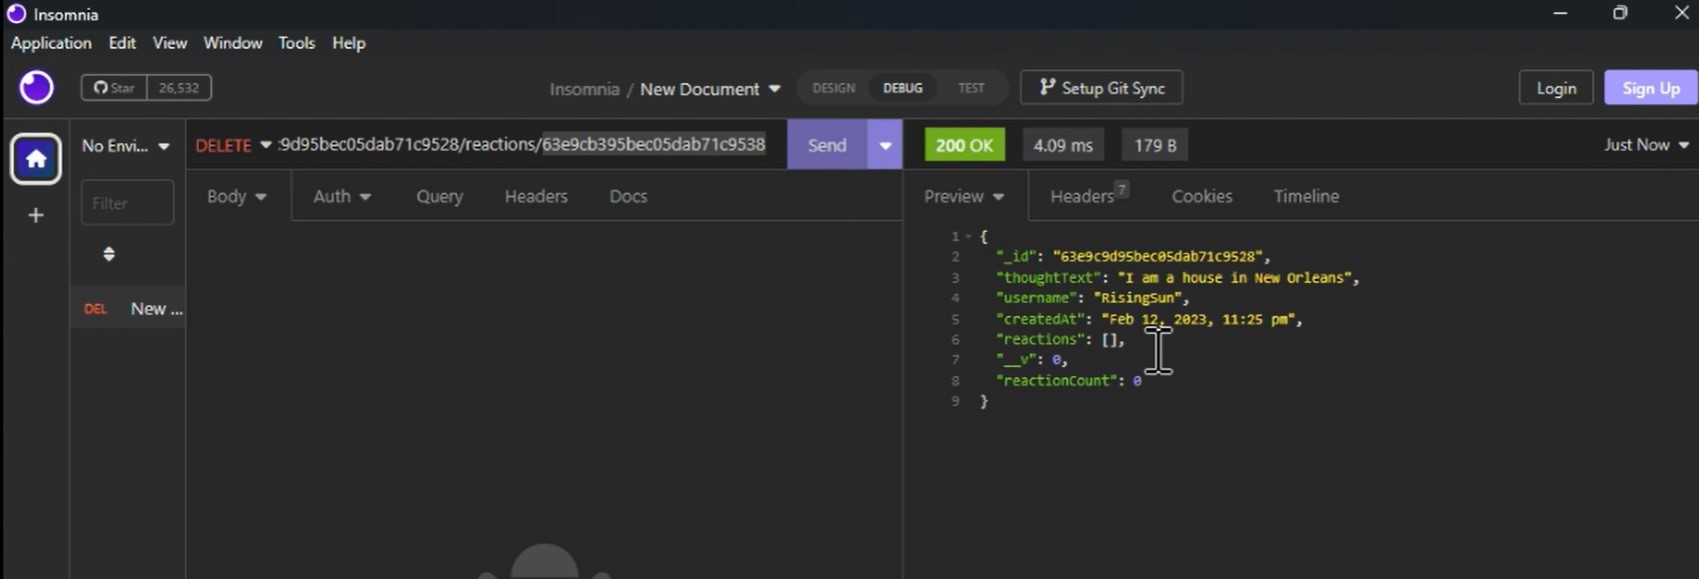 Insomnia
Application Edit View Window Tools Help
Star 26,532 Insomnia / New Document DESIGN DEBUG TEST Setup Git Sync Login Sign Up
No Envi... DELETE :9d95bec05dab71c9528/reactions/63e9cb395bec05dab71c9538 Send 200 OK 4.09 ms 179 B Just Now
Filter Body Auth Query Headers Docs Preview Headers 7 Cookies Timeline
DEL New ...
1 {
2 "_id": "63e9c9d95bec05dab71c9528",
3 "thoughtText": "I am a house in New Orleans",
4 "username": "RisingSun",
5 "createdAt": "Feb 12, 2023, 11:25 pm",
6 "reactions": [],
7 "__v": 0,
8 "reactionCount": 0
9 }